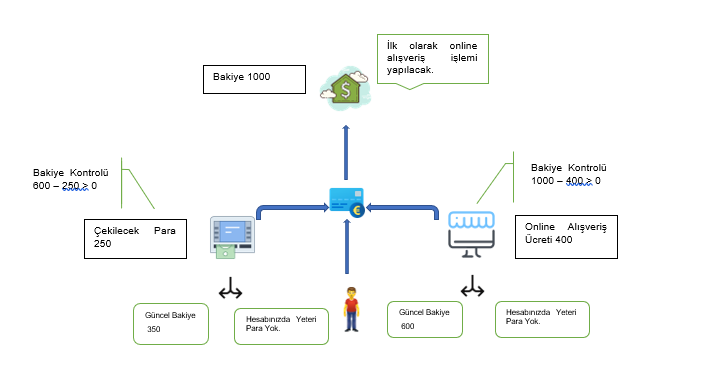 İlk olarak online
alışveriş işlemi
yapılacak.
Bakiye 1000
Bakiye Kontrolü
600 – 250 > 0
Bakiye Kontrolü
1000 – 400 > 0
Çekilecek Para
250
Online Alışveriş
Ücreti 400
Güncel Bakiye
350
Hesabınızda Yeteri
Para Yok.
Güncel Bakiye
600
Hesabınızda Yeteri
Para Yok.